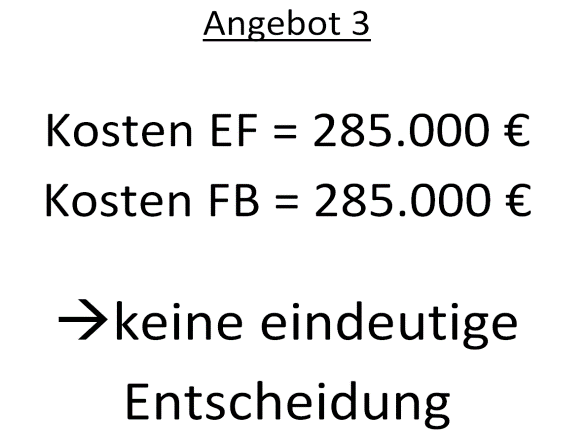 Angebot 3
Kosten EF = 285.000 €
Kosten FB = 285.000 €
→keine eindeutige
Entscheidung